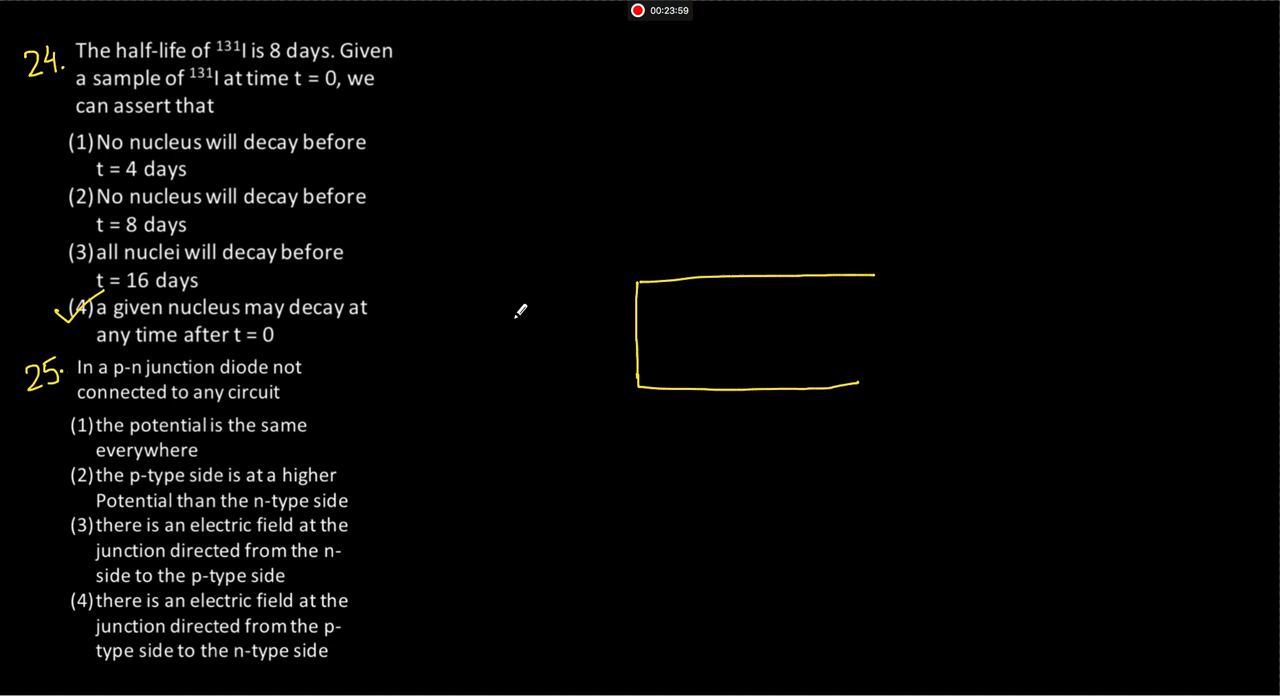 00:23:59
24. The half-life of ¹³¹I is 8 days. Given
a sample of ¹³¹I at time t = 0, we
can assert that
(1) No nucleus will decay before
t = 4 days
(2) No nucleus will decay before
t = 8 days
(3) all nuclei will decay before
t = 16 days
(4) a given nucleus may decay at
any time after t = 0
25. In a p-n junction diode not
connected to any circuit
(1) the potential is the same
everywhere
(2) the p-type side is at a higher
Potential than the n-type side
(3) there is an electric field at the
junction directed from the n-
side to the p-type side
(4) there is an electric field at the
junction directed from the p-
type side to the n-type side